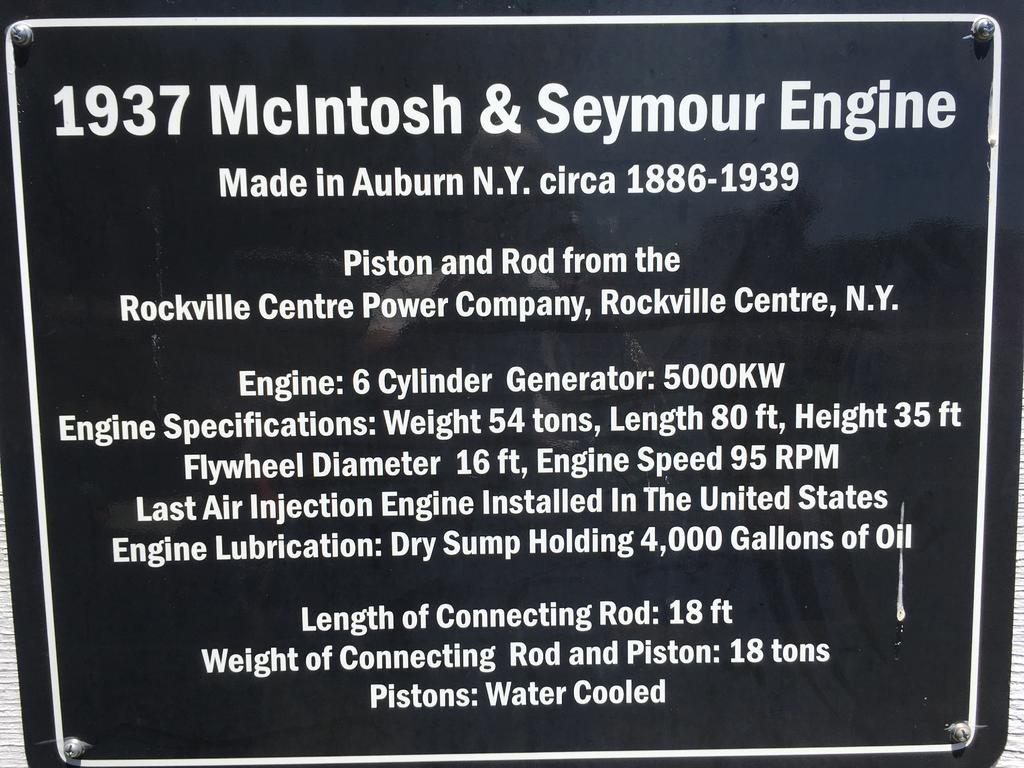 1937 McIntosh & Seymour Engine
Made in Auburn N.Y. circa 1886-1939
Piston and Rod from the
Rockville Centre Power Company, Rockville Centre, N.Y.
Engine: 6 Cylinder Generator: 5000KW
Engine Specifications: Weight 54 tons, Length 80 ft, Height 35 ft
Flywheel Diameter 16 ft, Engine Speed 95 RPM
Last Air Injection Engine Installed In The United States
Engine Lubrication: Dry Sump Holding 4,000 Gallons of Oil
Length of Connecting Rod: 18 ft
Weight of Connecting Rod and Piston: 18 tons
Pistons: Water Cooled